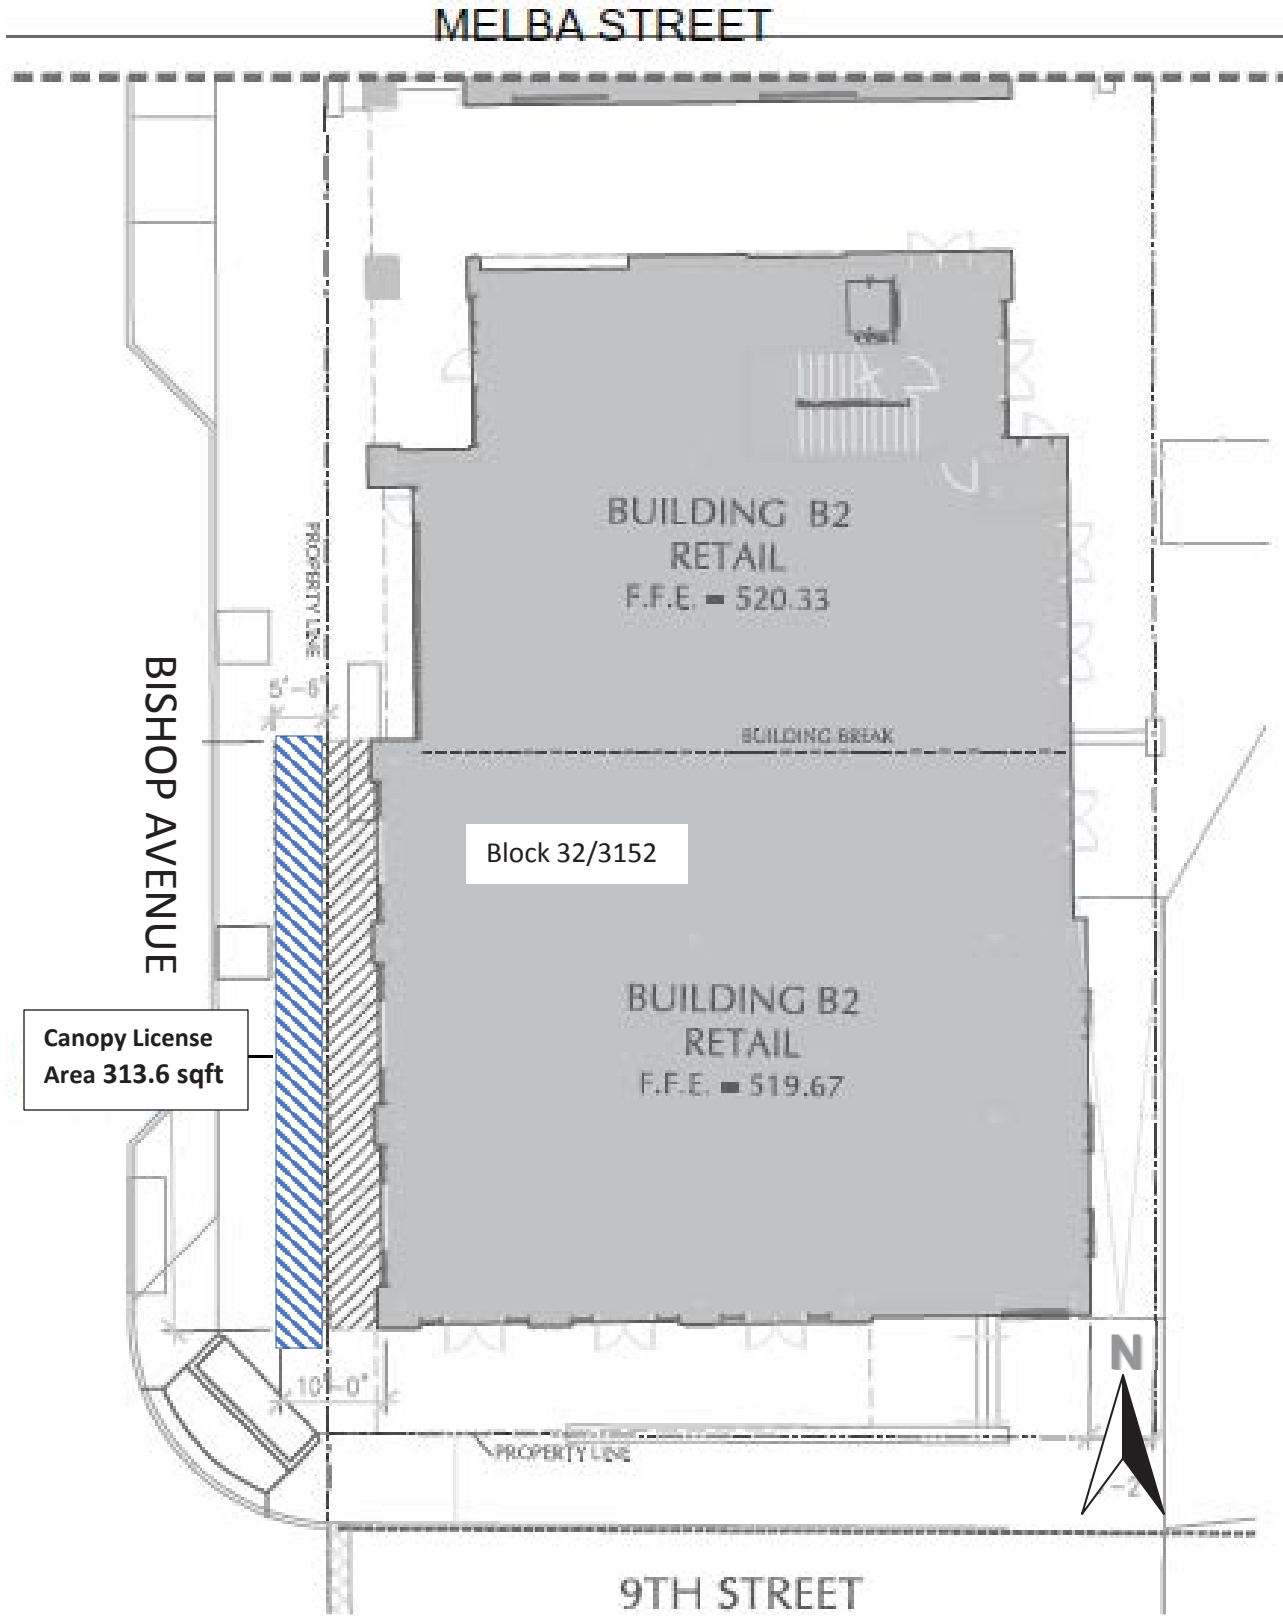 MELBA STREET
BUILDING B2
RETAIL
F.F.E. = 520.33
PROPERTY LINE
5'-6"
BISHOP AVENUE
BUILDING BREAK
Block 32/3152
BUILDING B2
RETAIL
F.F.E. = 519.67
Canopy License
Area 313.6 sqft
N
10'-0"
PROPERTY LINE
9TH STREET